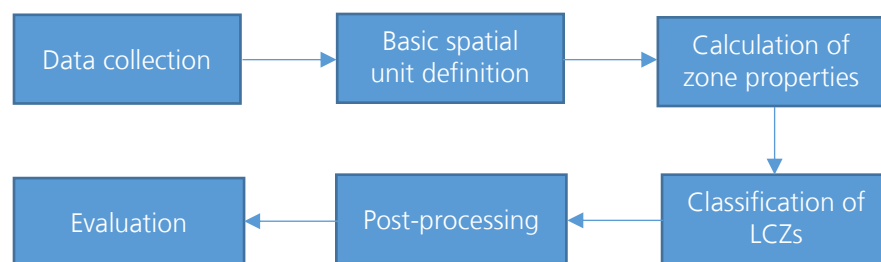 Data collection
Basic spatial
unit definition
Calculation of
zone properties
Classification of
LCZs
Post-processing
Evaluation